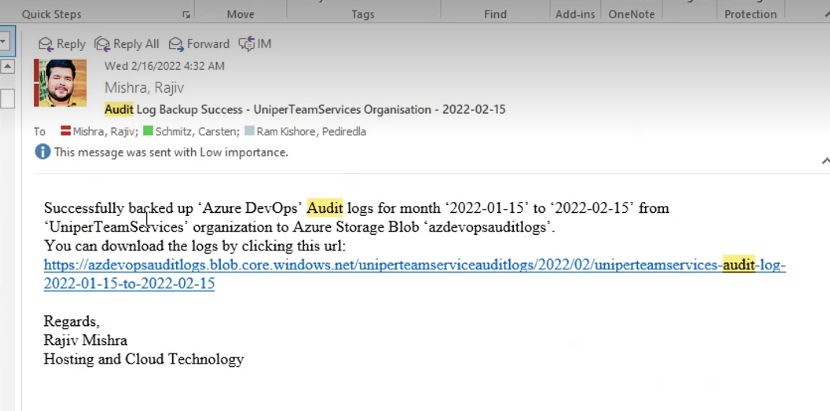 Quick Steps
Move
Tags
Find
Add-ins
OneNote
Protection
Reply Reply All Forward IM
Wed 2/16/2022 4:32 AM
Mishra, Rajiv
Audit Log Backup Success - UniperTeamServices Organisation - 2022-02-15
To Mishra, Rajiv; Schmitz, Carsten; Ram Kishore, Pediredla
This message was sent with Low importance.
Successfully backed up ‘Azure DevOps’ Audit logs for month ‘2022-01-15’ to ‘2022-02-15’ from
‘UniperTeamServices’ organization to Azure Storage Blob ‘azdevopsauditlogs’.
You can download the logs by clicking this url:
https://azdevopsauditlogs.blob.core.windows.net/uniperteamserviceauditlogs/2022/02/uniperteamservices-audit-log-
2022-01-15-to-2022-02-15
Regards,
Rajiv Mishra
Hosting and Cloud Technology